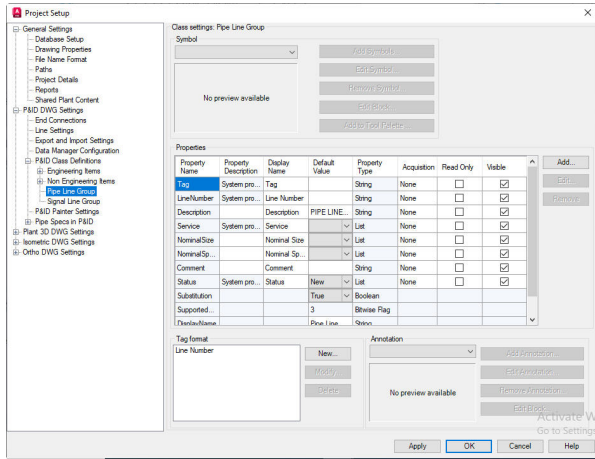 Project Setup
General Settings
Database Setup
Drawing Properties
File Name Format
Paths
Project Details
Reports
Shared Plant Content
P&ID DWG Settings
End Connections
Line Settings
Export and Import Settings
Data Manager Configuration
P&ID Class Definitions
Engineering Items
Non Engineering Items
Pipe Line Group
Signal Line Group
P&ID Painter Settings
Pipe Specs in P&ID
Plant 3D DWG Settings
Isometric DWG Settings
Ortho DWG Settings
Class settings: Pipe Line Group
Symbol
No preview available
Add Symbols...
Edit Symbol...
Remove Symbol
Edit Block...
Add to Tool Palette ...
Properties
Property Name Property Description Display Name Default Value Property Type Acquisition Read Only Visible
Tag System pro... Tag String None
LineNumber System pro... Line Number String None
Description Description PIPE LINE... String None
Service System pro... Service List None
NominalSize Nominal Size List None
NominalSp... Nominal Sp... List None
Comment Comment String None
Status System pro... Status New List None
Substitution True Boolean
Supported... 3 Bitwise Flag
DisplayName Pipe Line String
Add...
Edit...
Remove
Tag format
Line Number
New...
Modify...
Delete
Annotation
No preview available
Add Annotation...
Edit Annotation...
Remove Annotation
Edit Block...
Activate W
Go to Settings
Apply OK Cancel Help